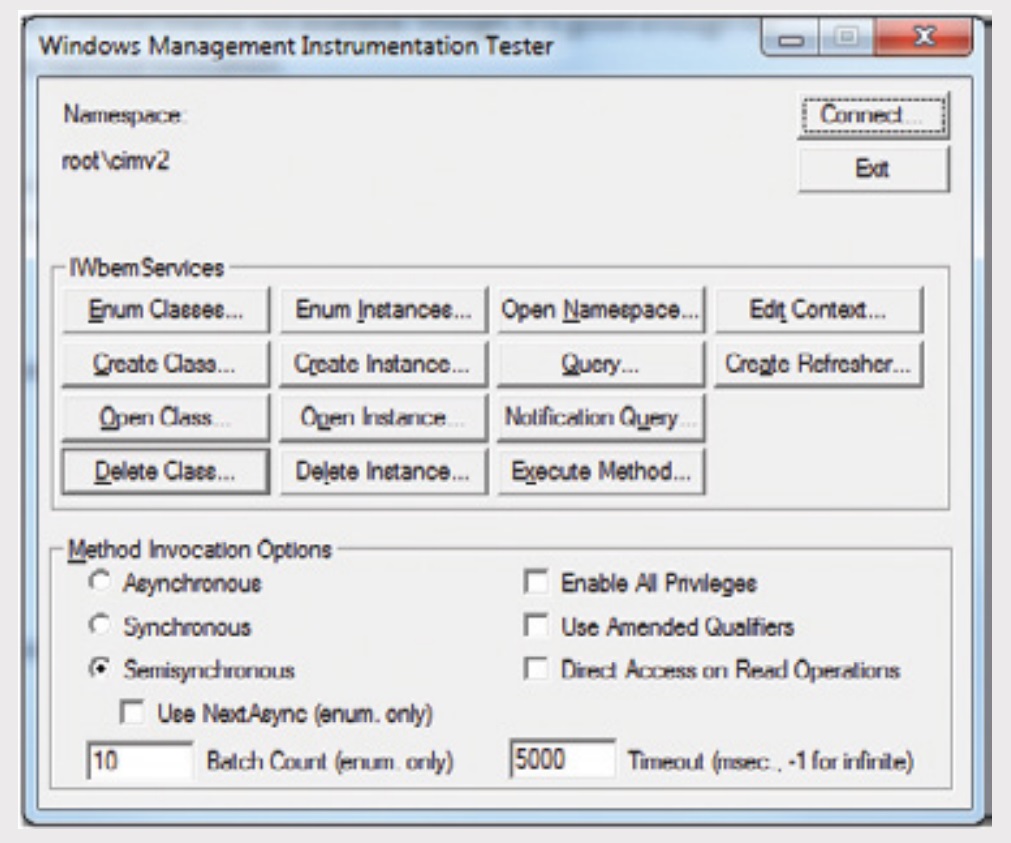 Windows Management Instrumentation Tester
Namespace:
Connect...
root\cimv2
Exit
IWbemServices
Enum Classes... Enum Instances... Open Namespace... Edit Context...
Create Class... Create Instance... Query... Create Refresher...
Open Class... Open Instance... Notification Query...
Delete Class... Delete Instance... Execute Method...
Method Invocation Options
Asynchronous Enable All Privileges
Synchronous Use Amended Qualifiers
Semisynchronous Direct Access on Read Operations
Use NextAsync (enum. only)
10 Batch Count (enum. only) 5000 Timeout (msec., -1 for infinite)